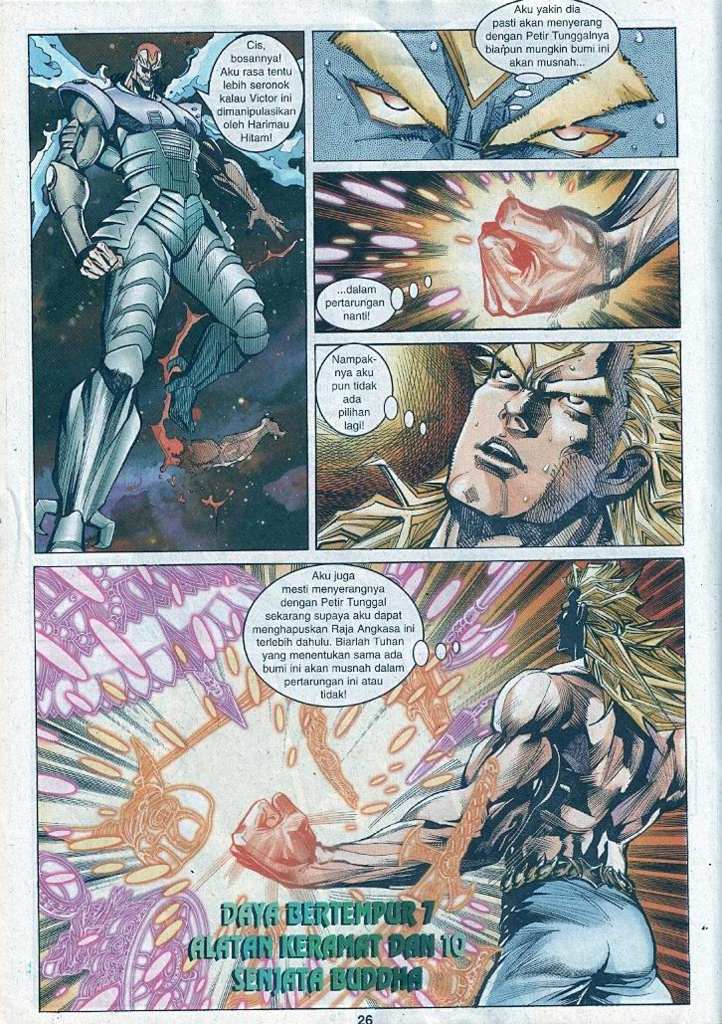 Cis,
bosannya!
Aku rasa tentu
lebih seronok
kalau Victor ini
dimanipulasikan
oleh Harimau
Hitam!
Aku yakin dia
pasti akan menyerang
dengan Petir Tunggalnya
biarpun mungkin bumi ini
akan musnah...
...dalam
pertarungan
nanti!
Nampak-
nya aku
pun tidak
ada
pilihan
lagi!
Aku juga
mesti menyerangnya
dengan Petir Tunggal
sekarang supaya aku dapat
menghapuskan Raja Angkasa ini
terlebih dahulu. Biarlah Tuhan
yang menentukan sama ada
bumi ini akan musnah dalam
pertarungan ini atau
tidak!
DAYA BERTEMPUR 7
ALATAN KERAMAT DAN 10
SENJATA BUDDHA
26